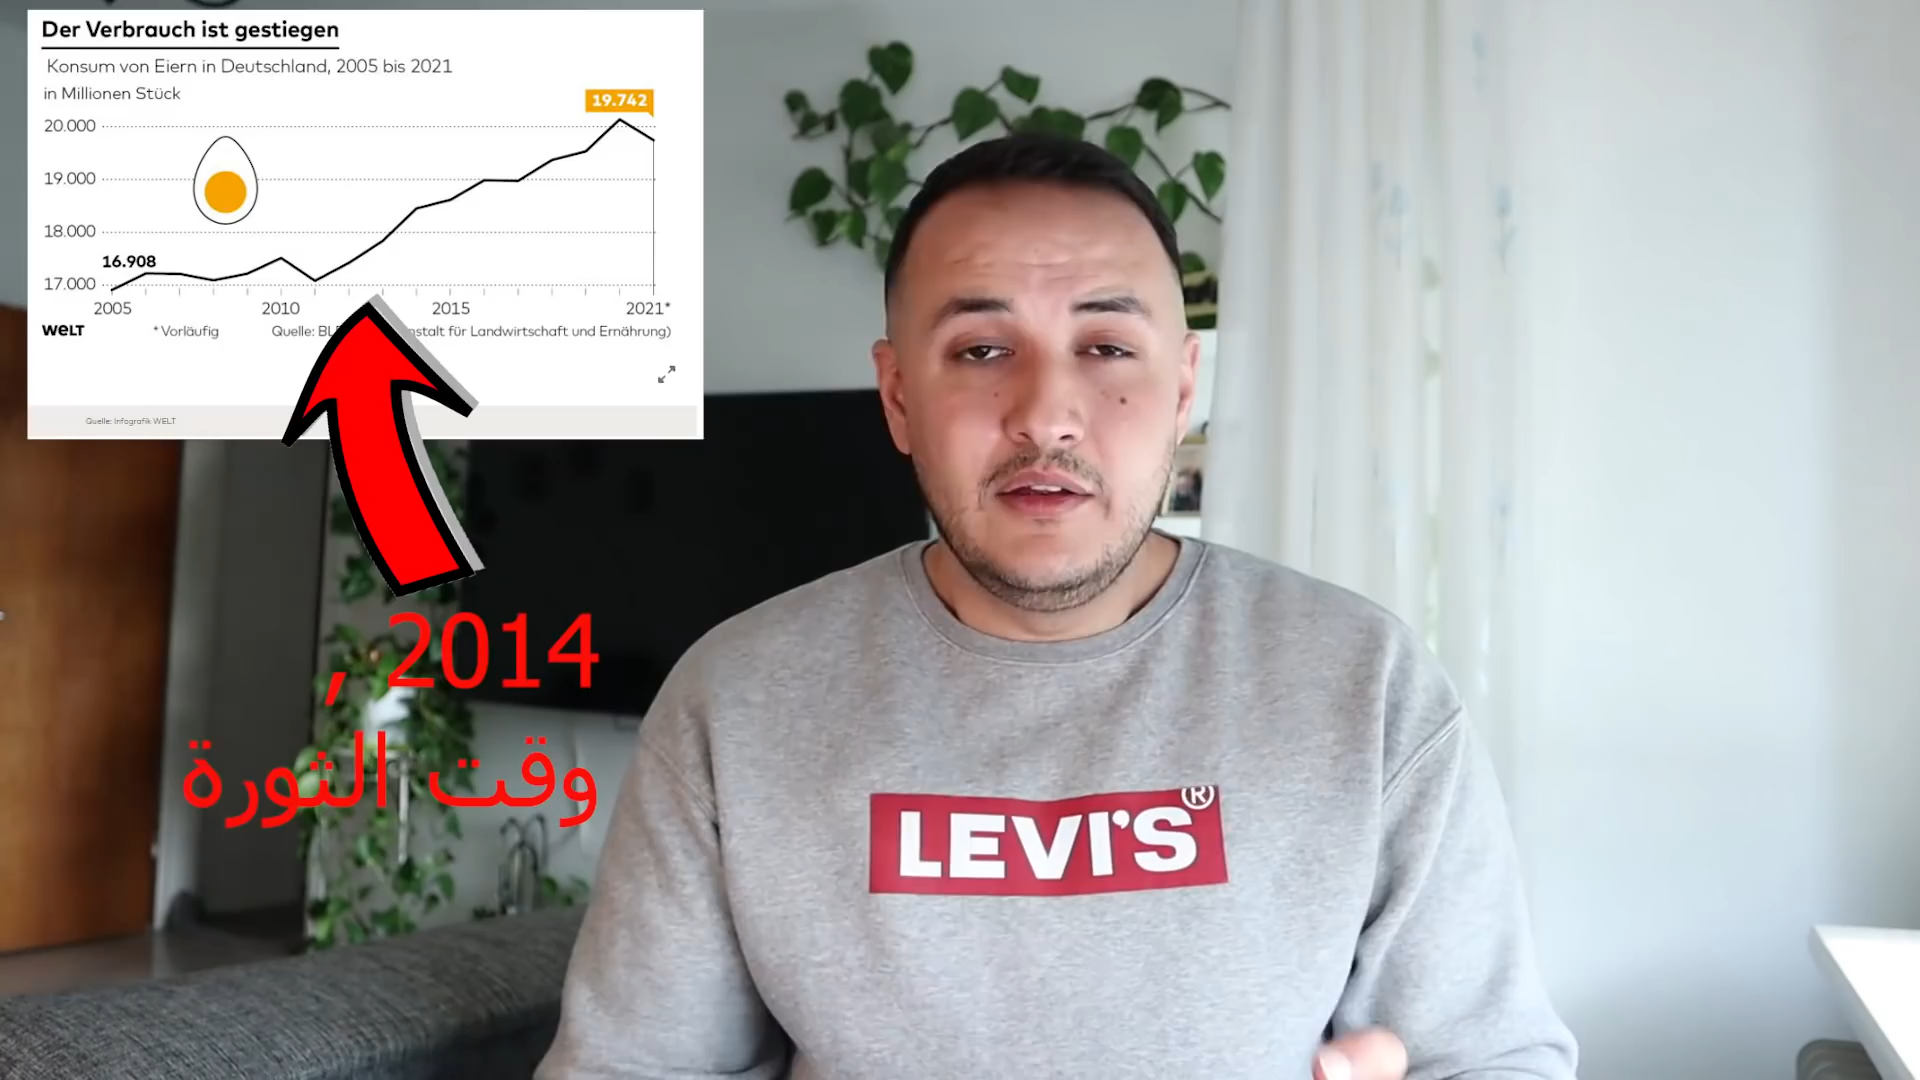 Der Verbrauch ist gestiegen
Konsum von Eiern in Deutschland, 2005 bis 2021
in Millionen Stück
19.742
20.000
19.000
18.000
16.908
17.000
2005 2010 2015 2021*
WELT * Vorläufig Quelle: nstalt für Landwirtschaft und Ernährung)
Quelle: Infografik WELT
2014 ,
وقت الثورة
LEVI'S®